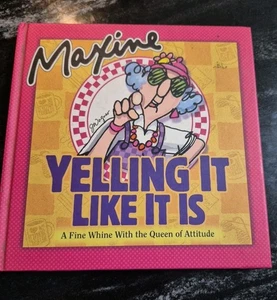 Maxine
YELLING IT
LIKE IT IS
A Fine Whine With the Queen of Attitude